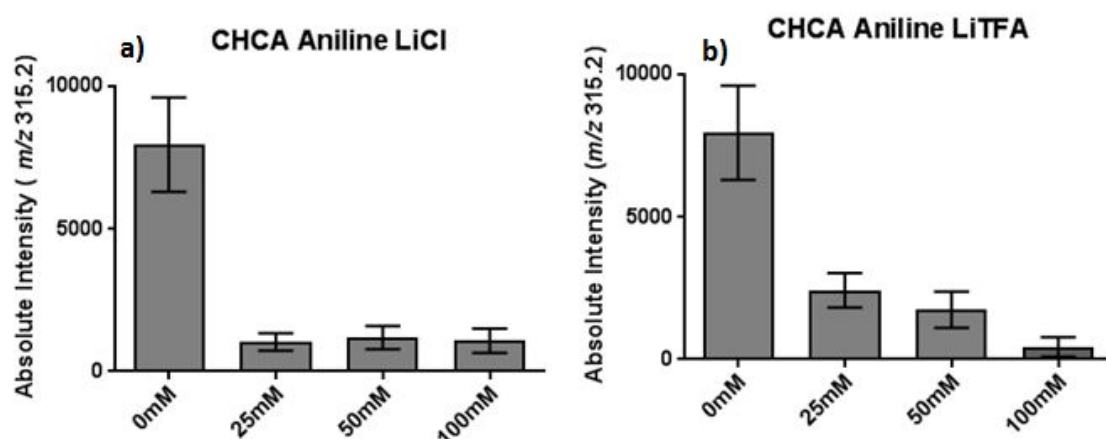 a)
CHCA Aniline LiCl
Absolute Intensity ( m/z 315.2)
10000
5000
0
0mM
25mM
50mM
100mM
b)
CHCA Aniline LiTFA
Absolute Intensity (m/z 315.2)
10000
5000
0
0mM
25mM
50mM
100mM